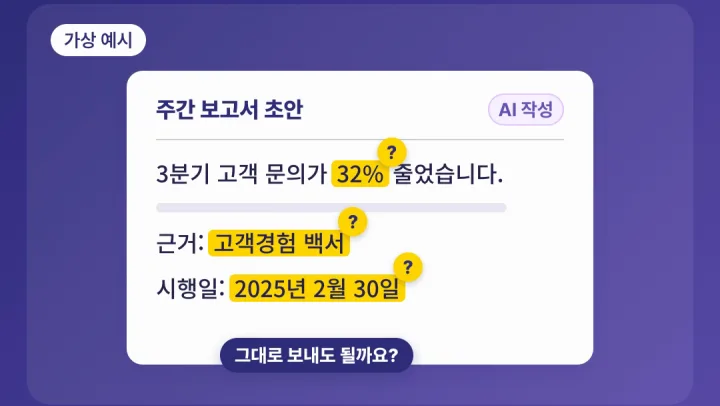 가상 예시
주간 보고서 초안
AI 작성
?
3분기 고객 문의가 32% 줄었습니다.
?
근거: 고객경험 백서
?
시행일: 2025년 2월 30일
그대로 보내도 될까요?